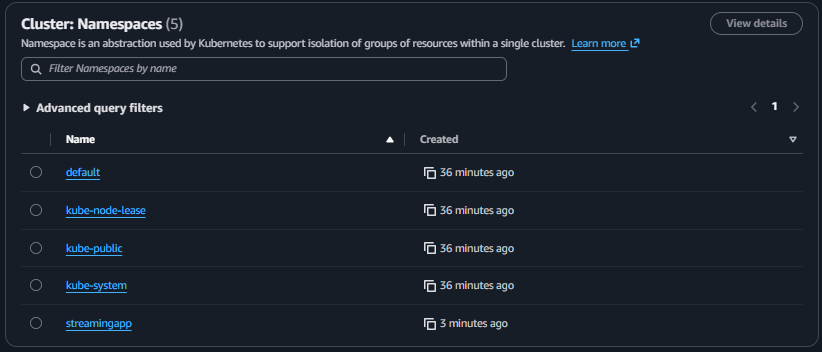 Cluster: Namespaces (5)
View details
Namespace is an abstraction used by Kubernetes to support isolation of groups of resources within a single cluster. Learn more
Filter Namespaces by name
Advanced query filters
1
Name Created
default 36 minutes ago
kube-node-lease 36 minutes ago
kube-public 36 minutes ago
kube-system 36 minutes ago
streamingapp 3 minutes ago